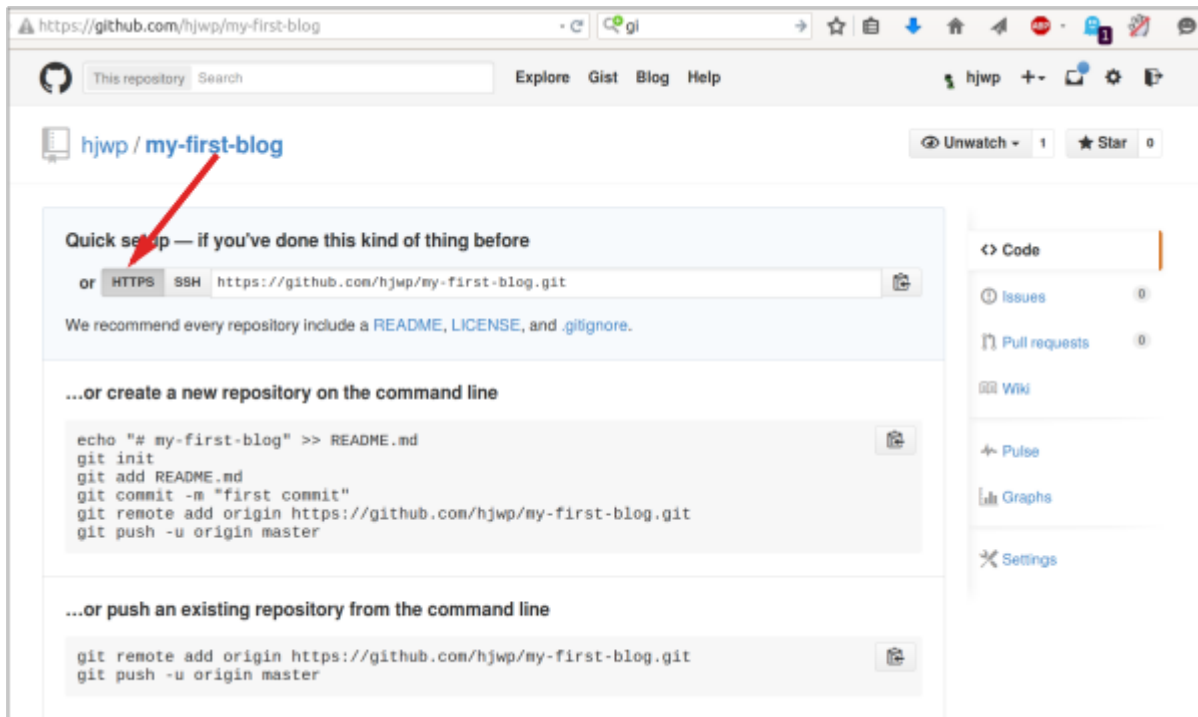 https://github.com/hjwp/my-first-blog
gi
ABP
1
This repository Search
Explore Gist Blog Help
hjwp
hjwp / my-first-blog
Unwatch 1
Star 0
Quick setup — if you've done this kind of thing before
or HTTPS SSH https://github.com/hjwp/my-first-blog.git
We recommend every repository include a README, LICENSE, and .gitignore.
…or create a new repository on the command line
echo "# my-first-blog" >> README.md
git init
git add README.md
git commit -m "first commit"
git remote add origin https://github.com/hjwp/my-first-blog.git
git push -u origin master
…or push an existing repository from the command line
git remote add origin https://github.com/hjwp/my-first-blog.git
git push -u origin master
<> Code
Issues 0
Pull requests 0
Wiki
Pulse
Graphs
Settings